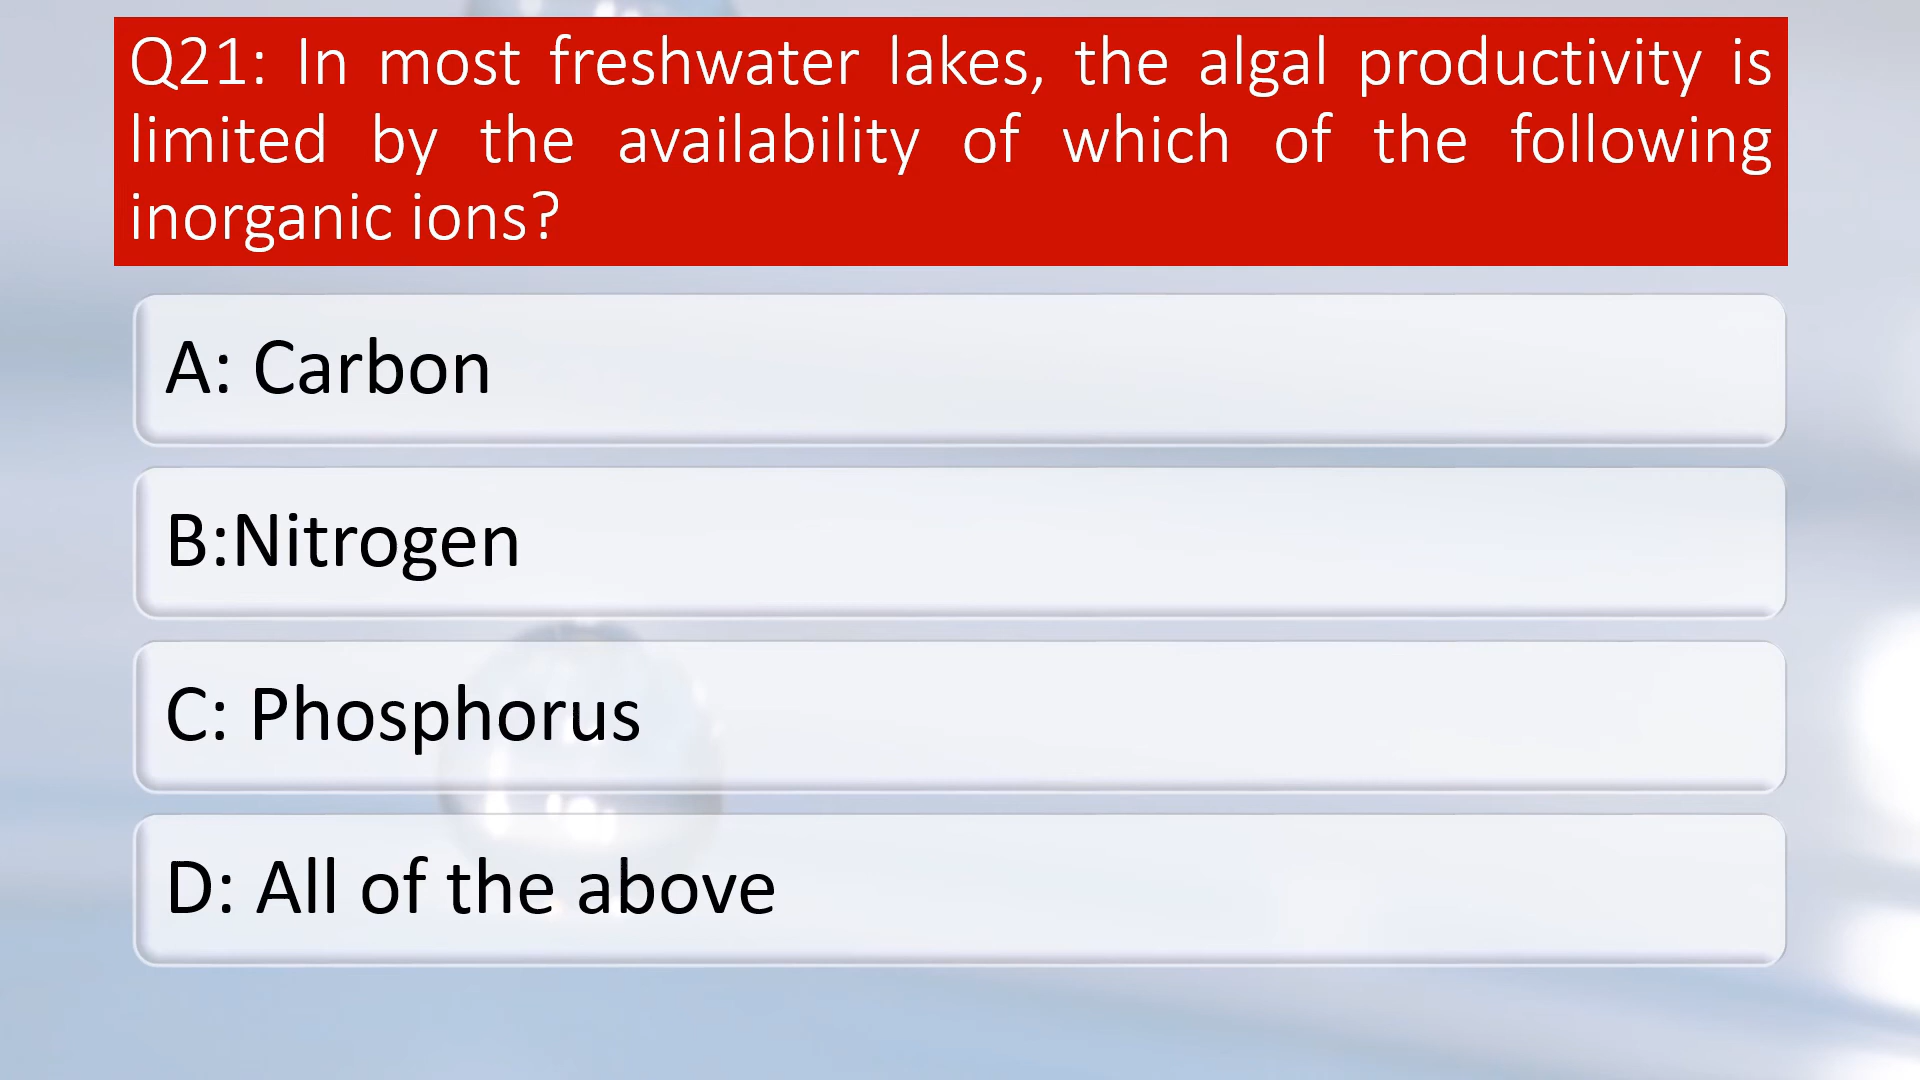 Q21: In most freshwater lakes, the algal productivity is
limited by the availability of which of the following
inorganic ions?
A: Carbon
B:Nitrogen
C: Phosphorus
D: All of the above